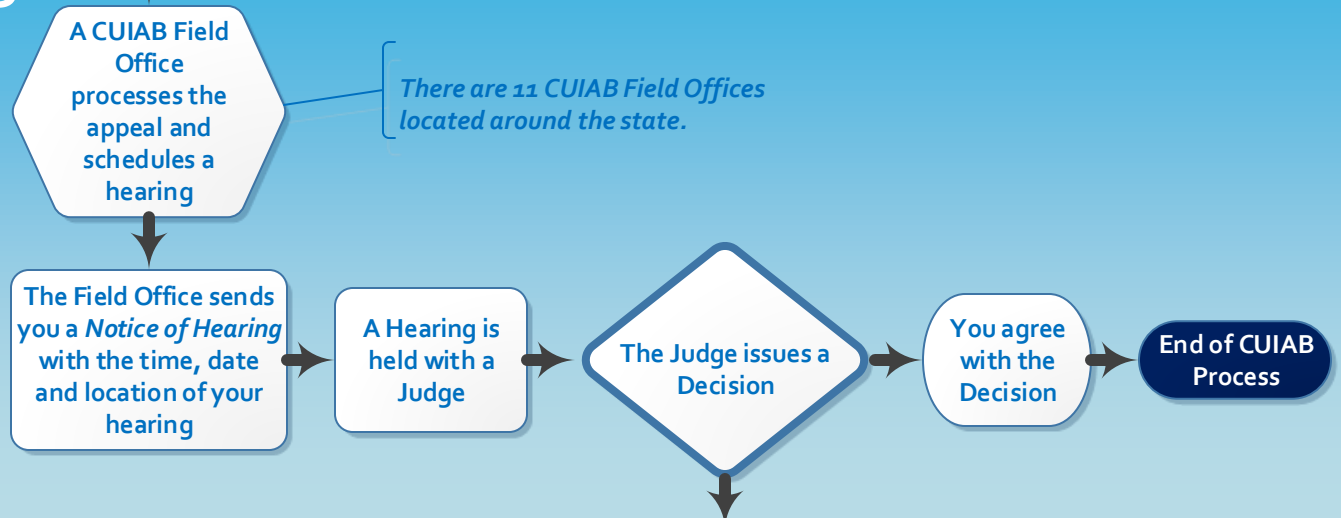 A CUIAB Field
Office
processes the
appeal and
schedules a
hearing
There are 11 CUIAB Field Offices
located around the state.
The Field Office sends
you a Notice of Hearing
with the time, date
and location of your
hearing
A Hearing is
held with a
Judge
The Judge issues a
Decision
You agree
with the
Decision
End of CUIAB
Process